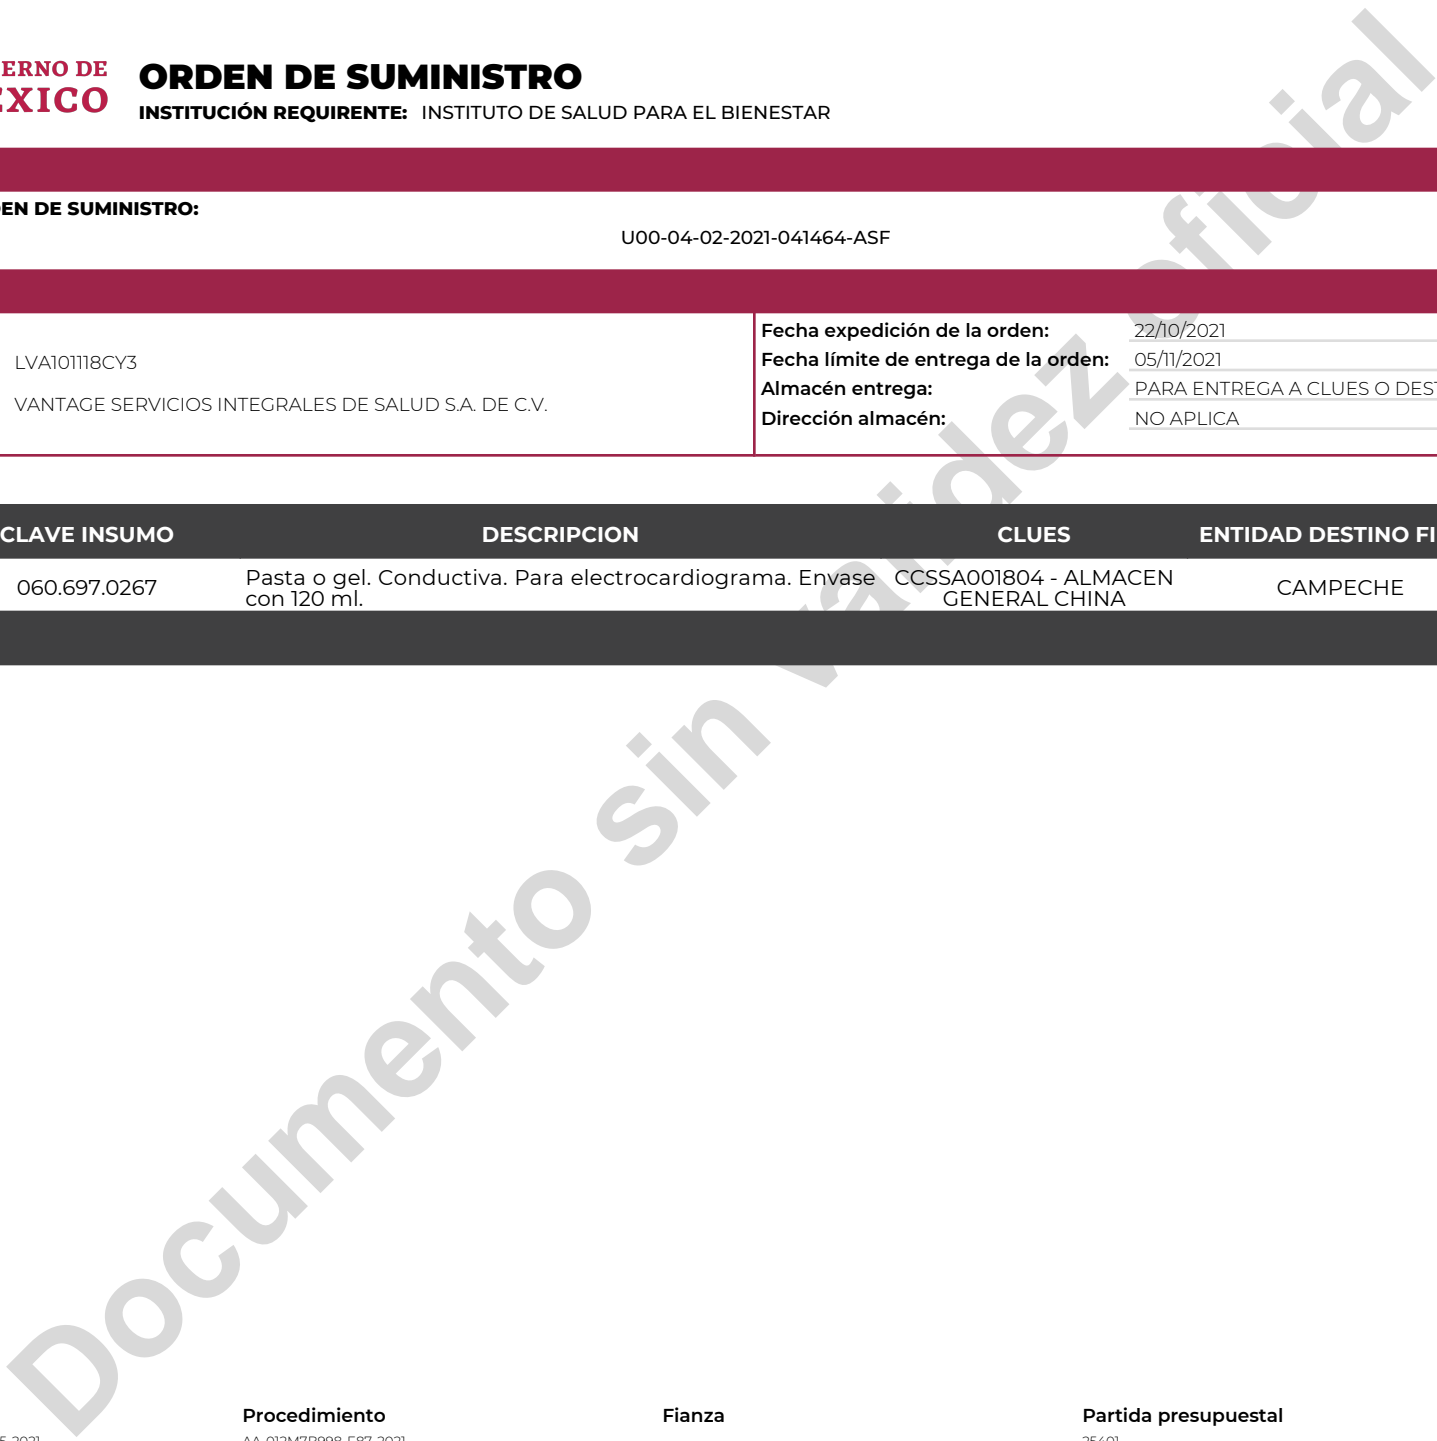 ERNO DE
EXICO
ORDEN DE SUMINISTRO
INSTITUCIÓN REQUIRENTE: INSTITUTO DE SALUD PARA EL BIENESTAR
EN DE SUMINISTRO:
U00-04-02-2021-041464-ASF
LVA101118CY3
VANTAGE SERVICIOS INTEGRALES DE SALUD S.A. DE C.V.
Fecha expedición de la orden: 22/10/2021
Fecha límite de entrega de la orden: 05/11/2021
Almacén entrega: PARA ENTREGA A CLUES O DEST
Dirección almacén: NO APLICA
CLAVE INSUMO DESCRIPCION CLUES ENTIDAD DESTINO FI
060.697.0267 Pasta o gel. Conductiva. Para electrocardiograma. Envase CCSSA001804 - ALMACEN CAMPECHE
con 120 ml. GENERAL CHINA
Documento sin validez oficial
Procedimiento Fianza Partida presupuestal